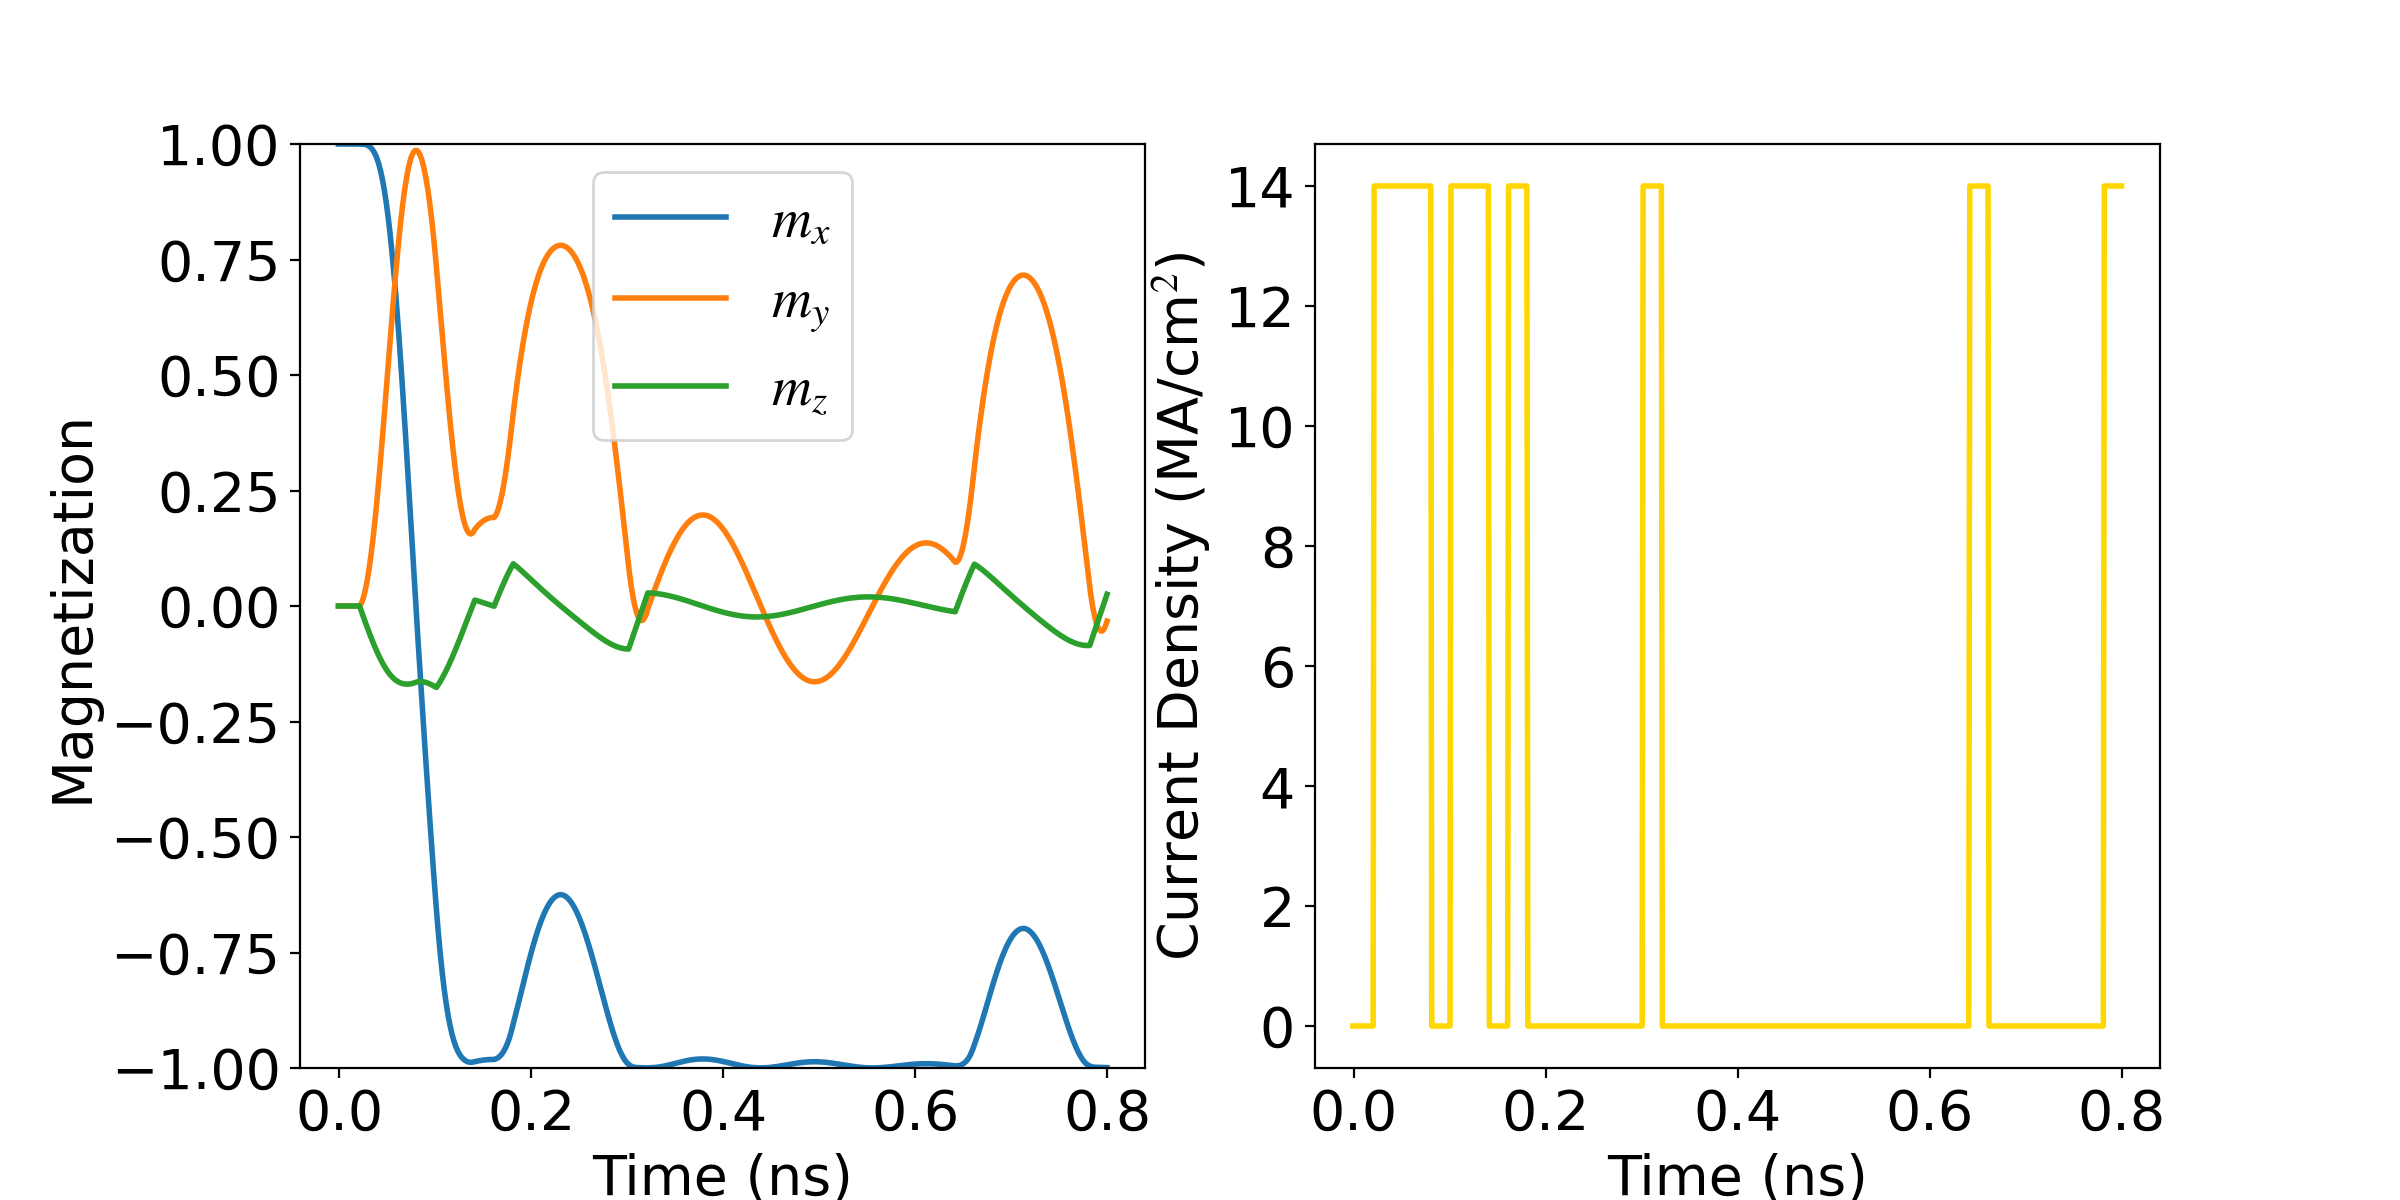 Magnetization
1.00
0.75
0.50
0.25
0.00
−0.25
−0.50
−0.75
−1.00
0.0 0.2 0.4 0.6 0.8
Time (ns)
m_x
m_y
m_z
Current Density (MA/cm²)
14
12
10
8
6
4
2
0
0.0 0.2 0.4 0.6 0.8
Time (ns)